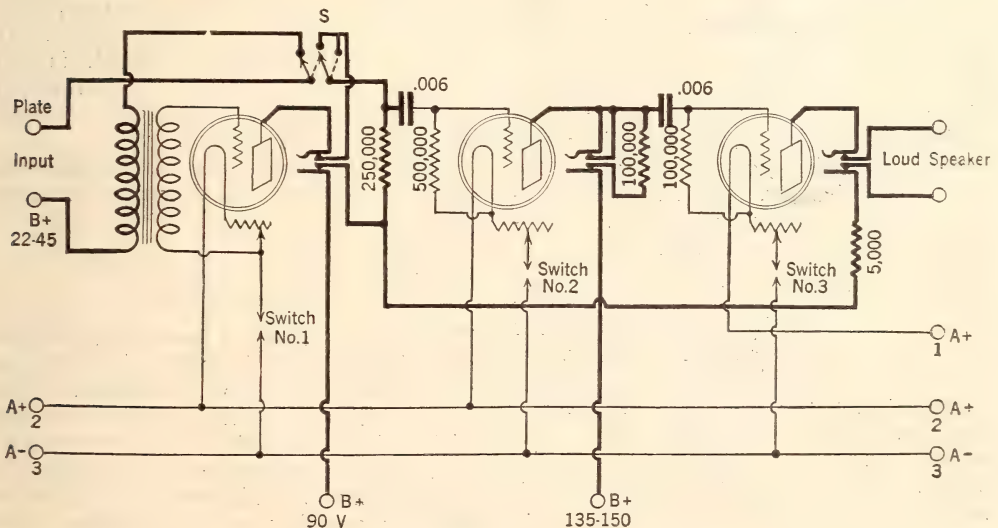 S
Plate
Input
B+
22-45
.006
250,000
500,000
.006
100,000
100,000
Loud Speaker
5,000
Switch
No.1
Switch
No.2
Switch
No.3
A+
1
A+
2
A-
3
A+
2
A-
3
B+
90 V
B+
135-150